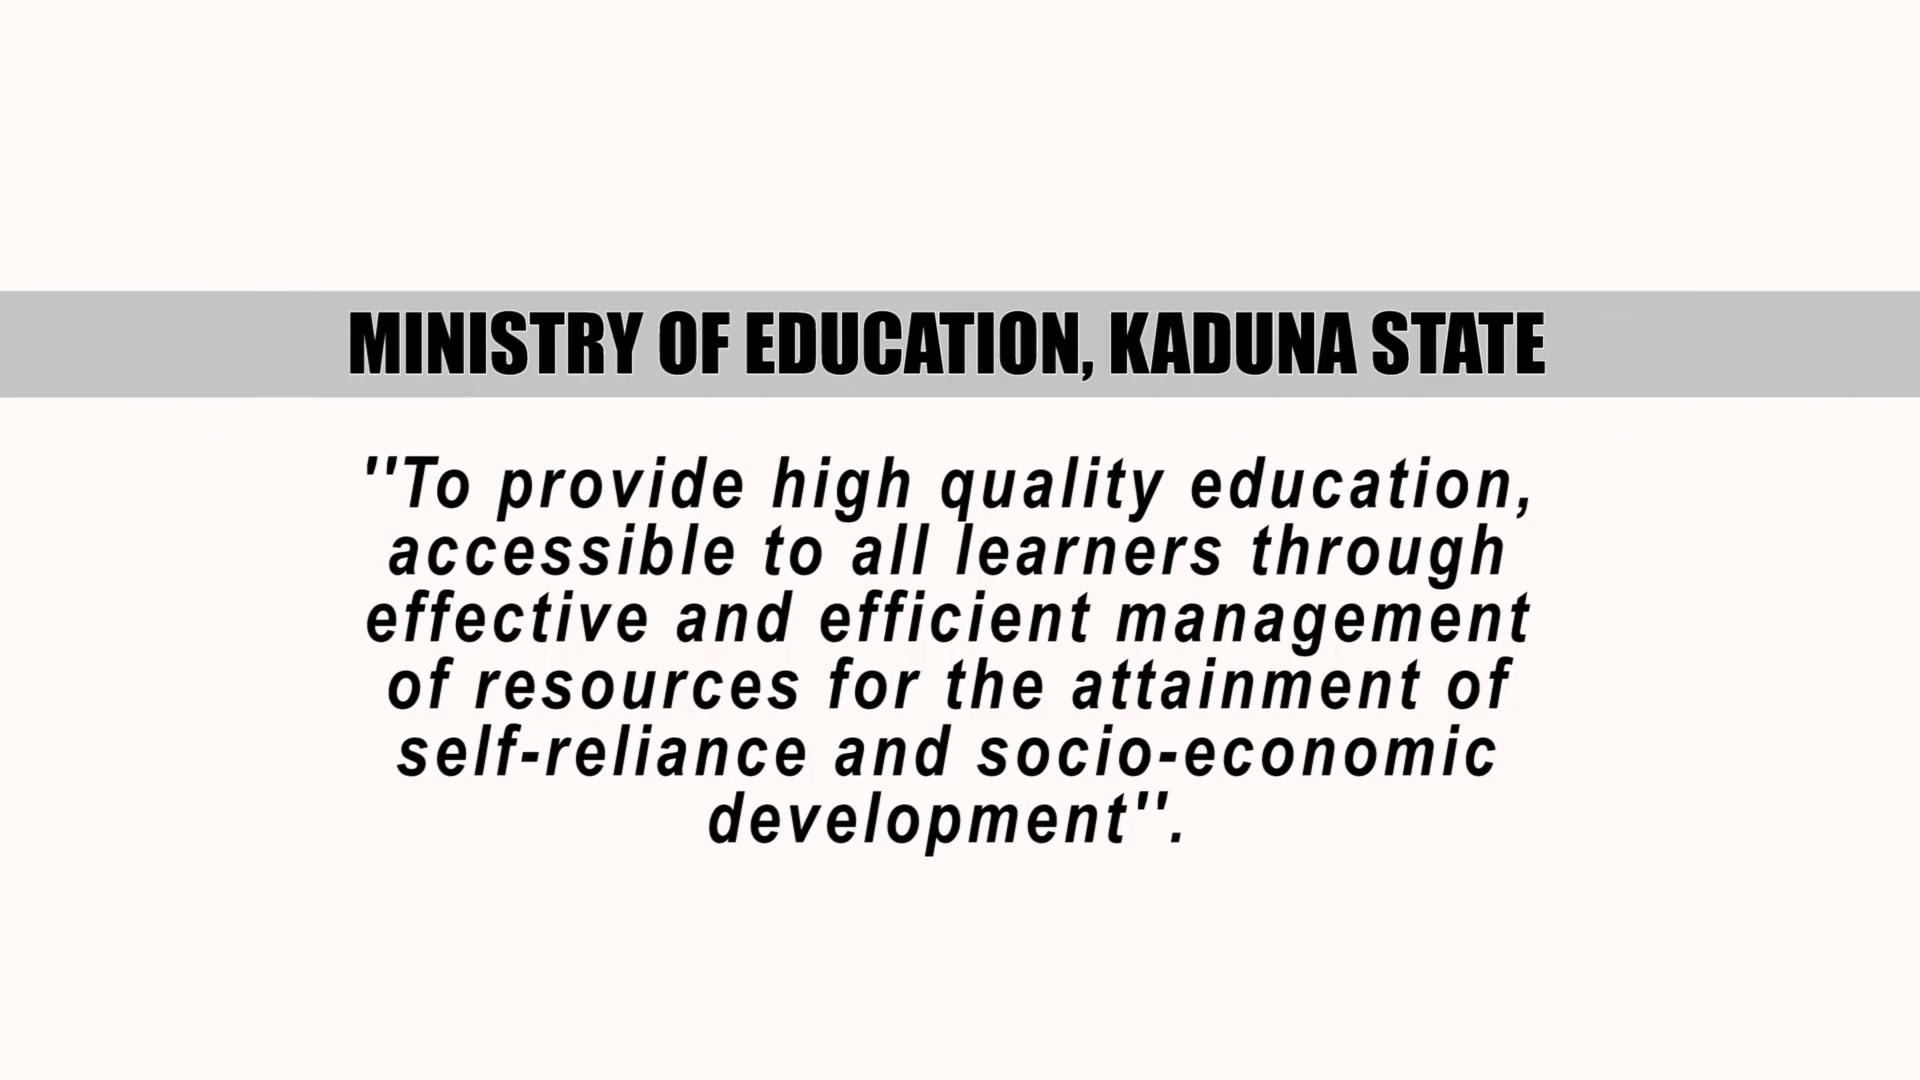 MINISTRY OF EDUCATION, KADUNA STATE
"To provide high quality education,
accessible to all learners through
effective and efficient management
of resources for the attainment of
self-reliance and socio-economic
development".